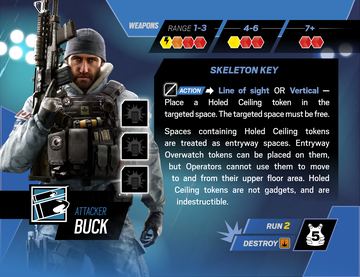 WEAPONS
RANGE 1-3
4-6
7+
SKELETON KEY
ACTION Line of sight OR Vertical —
Place a Holed Ceiling token in the
targeted space. The targeted space must be free.
Spaces containing Holed Ceiling tokens
are treated as entryway spaces. Entryway
Overwatch tokens can be placed on them,
but Operators cannot use them to move
to and from their upper floor area. Holed
Ceiling tokens are not gadgets, and are
indestructible.
ATTACKER
BUCK
RUN 2
DESTROY
5